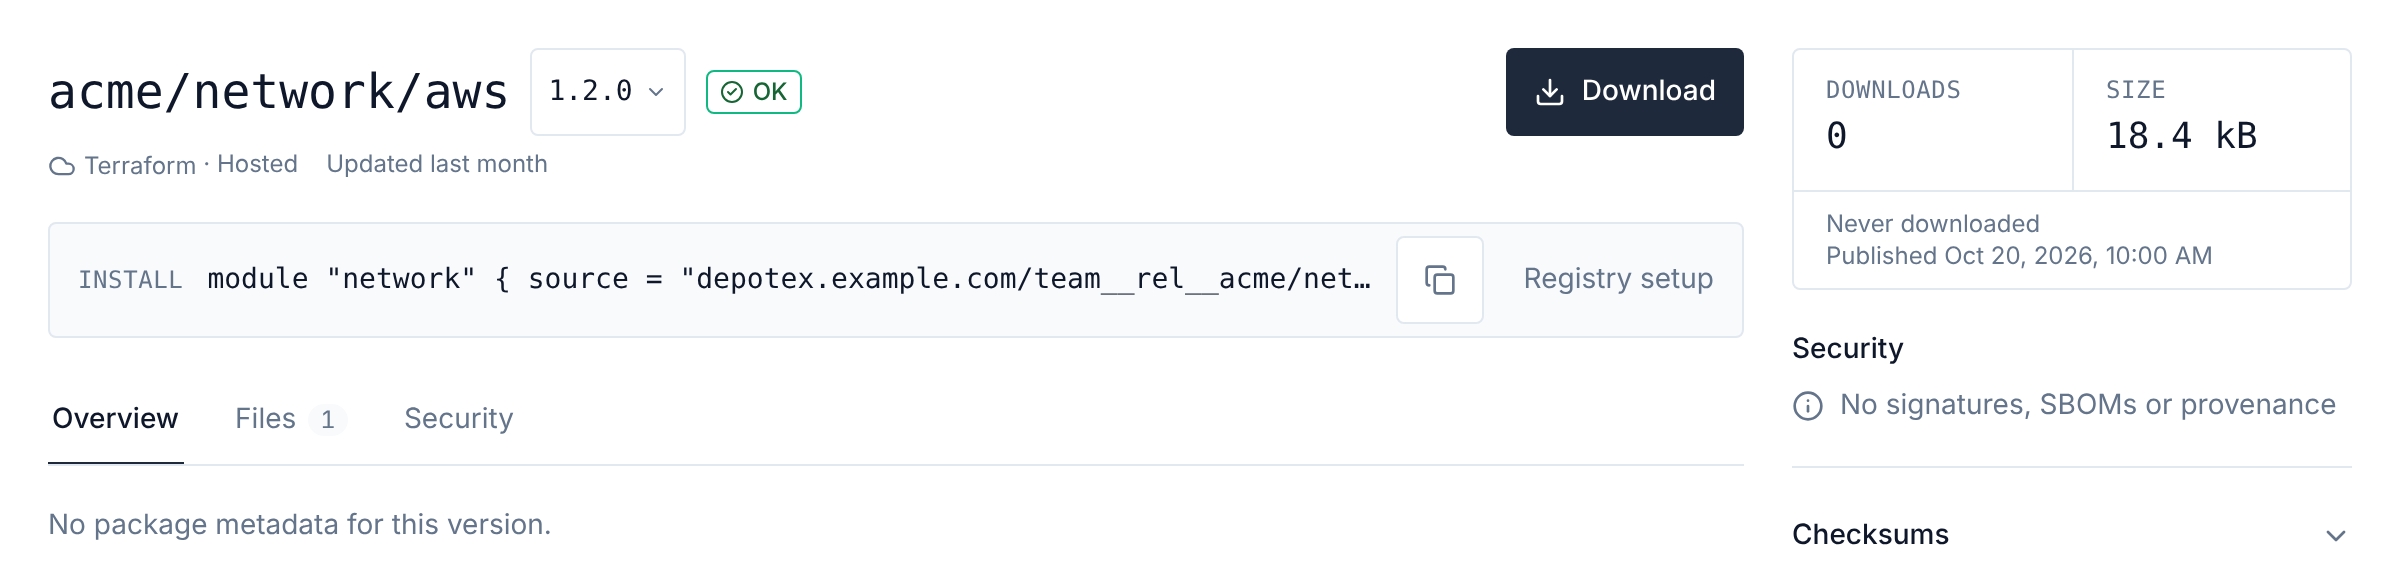 acme/network/aws 1.2.0 OK Download
Terraform · Hosted Updated last month
INSTALL module "network" { source = "depotex.example.com/team__rel__acme/net… Registry setup
Overview Files 1 Security
No package metadata for this version.
DOWNLOADS SIZE
0 18.4 kB
Never downloaded
Published Oct 20, 2026, 10:00 AM
Security
No signatures, SBOMs or provenance
Checksums